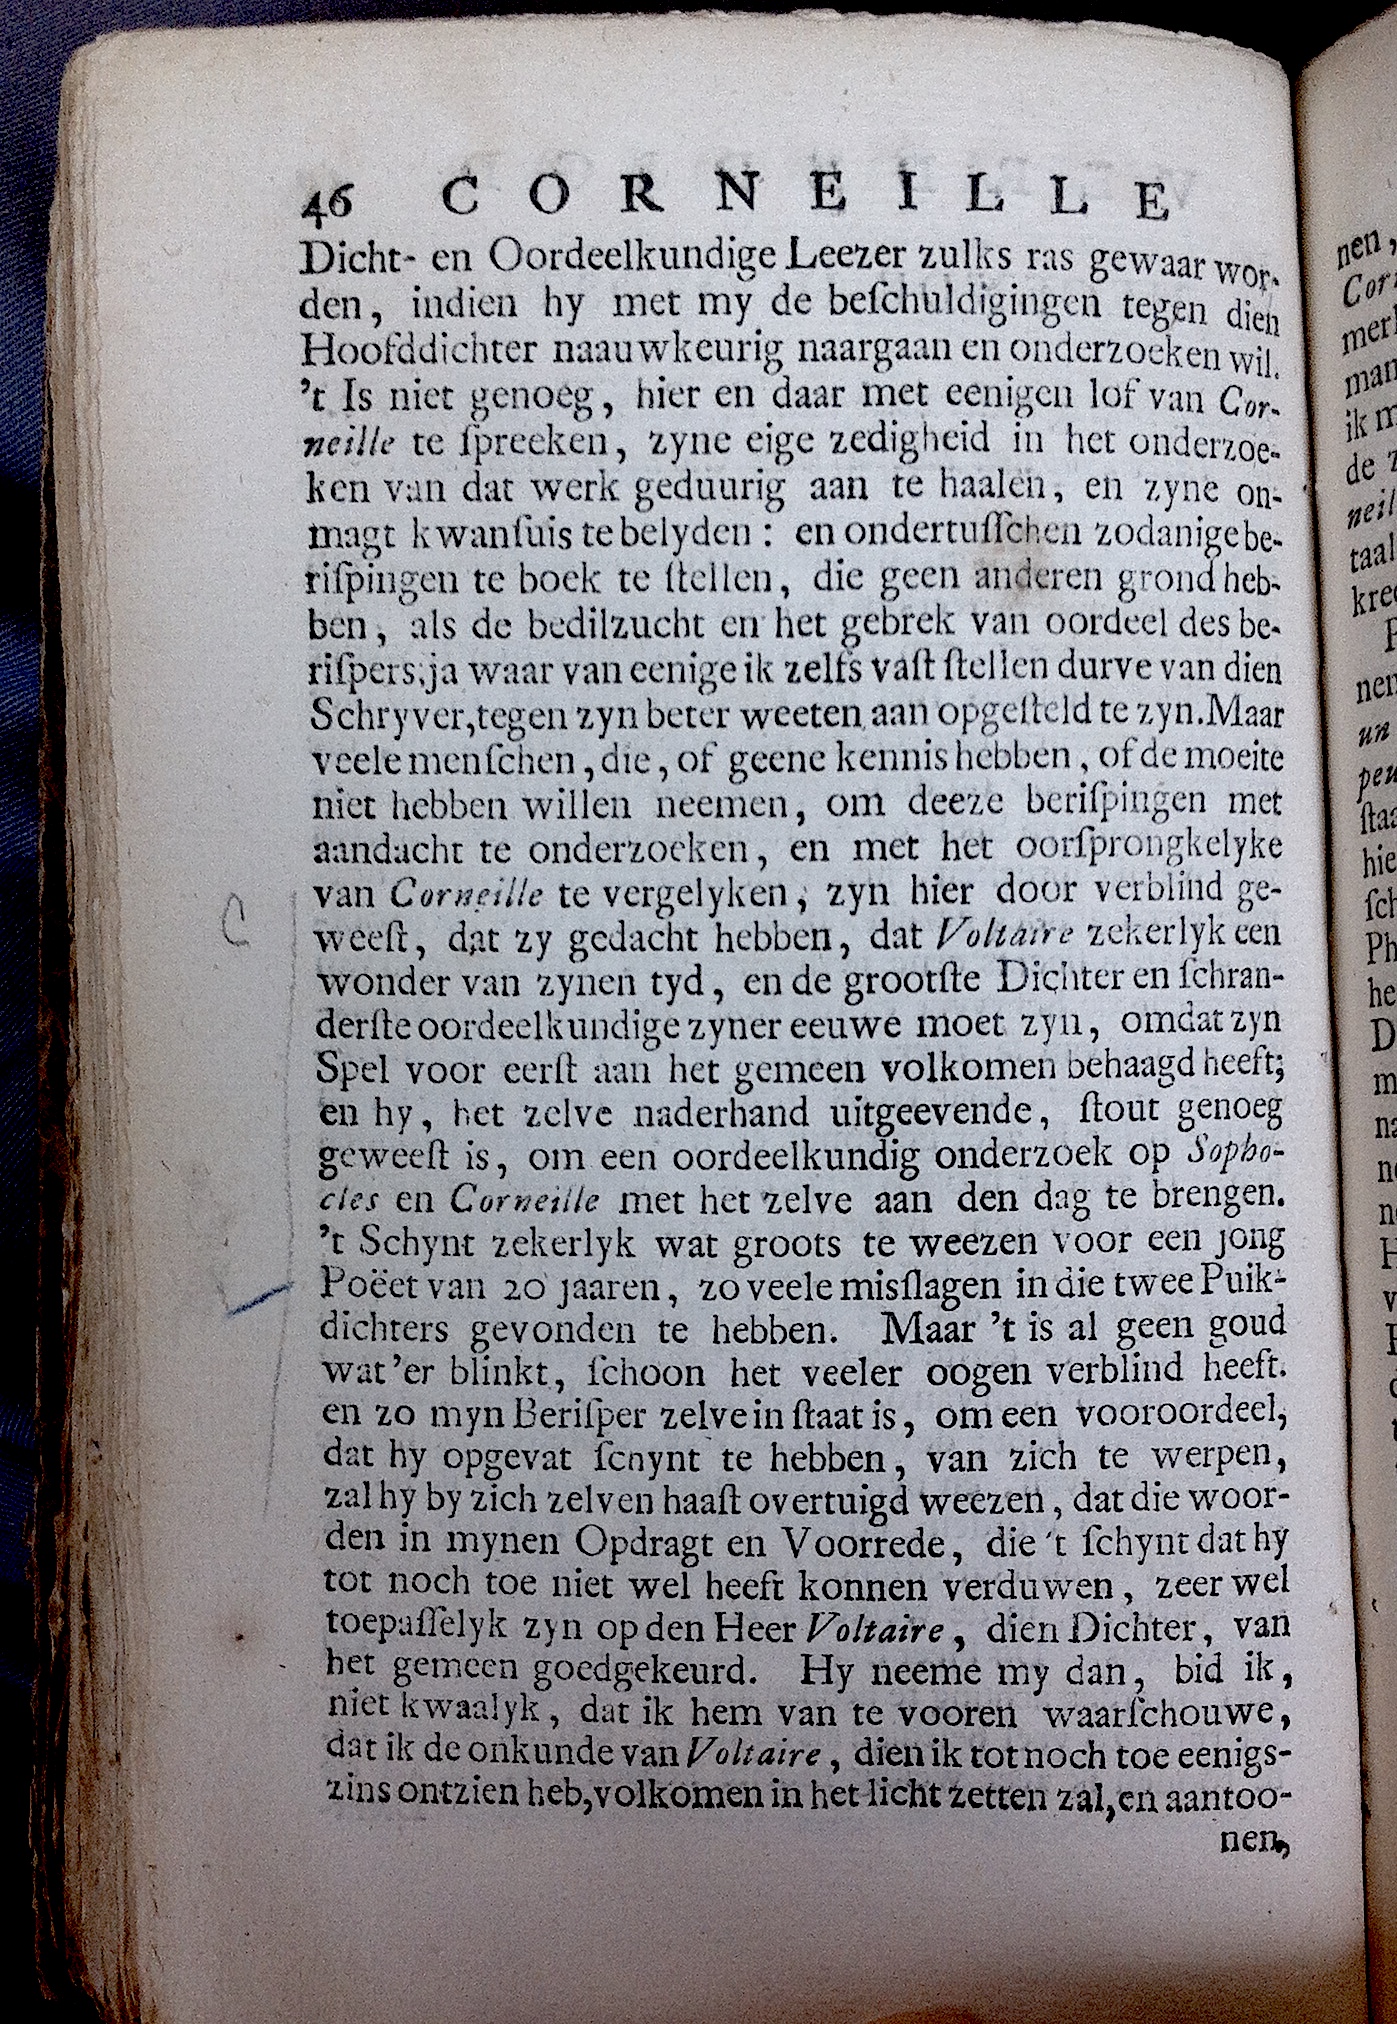 46 CORNEILLE
Dicht- en Oordeelkundige Leezer zulks ras gewaar wor-
den, indien hy met my de beſchuldigingen tegen dien
Hoofddichter naauwkeurig naargaan en onderzoeken wil.
't Is niet genoeg, hier en daar met eenigen lof van Cor-
neille te ſpreeken, zyne eige zedigheid in het onderzoe-
ken van dat werk geduurig aan te haalen, en zyne on-
magt kwanſuis te belyden: en ondertuſſchen zodanige be-
riſpingen te boek te ſtellen, die geen anderen grond heb-
ben, als de bedilzucht en het gebrek van oordeel des be-
riſpers; ja waar van eenige ik zelfs vaſt ſtellen durve van dien
Schryver, tegen zyn beter weeten aan opgeſteld te zyn. Maar
veele menſchen, die, of geene kennis hebben, of de moeite
niet hebben willen neemen, om deeze beriſpingen met
aandacht te onderzoeken, en met het oorſprongkelyke
van Corneille te vergelyken, zyn hier door verblind ge-
weeſt, dat zy gedacht hebben, dat Voltaire zekerlyk een
wonder van zynen tyd, en de grootſte Dichter en ſchran-
derſte oordeelkundige zyner eeuwe moet zyn, omdat zyn
Spel voor eerſt aan het gemeen volkomen behaagd heeft;
en hy, het zelve naderhand uitgeevende, ſtout genoeg
geweeſt is, om een oordeelkundig onderzoek op Sopho-
cles en Corneille met het zelve aan den dag te brengen.
't Schynt zekerlyk wat groots te weezen voor een jong
Poëet van 20 jaaren, zo veele misſlagen in die twee Puik-
dichters gevonden te hebben. Maar 't is al geen goud
wat 'er blinkt, ſchoon het veeler oogen verblind heeft.
en zo myn Beriſper zelve in ſtaat is, om een vooroordeel,
dat hy opgevat ſchynt te hebben, van zich te werpen,
zal hy by zich zelven haaſt overtuigd weezen, dat die woor-
den in mynen Opdragt en Voorrede, die 't ſchynt dat hy
tot noch toe niet wel heeft konnen verduwen, zeer wel
toepaſſelyk zyn op den Heer Voltaire, dien Dichter, van
het gemeen goedgekeurd. Hy neeme my dan, bid ik,
niet kwaalyk, dat ik hem van te vooren waarſchouwe,
dat ik de onkunde van Voltaire, dien ik tot noch toe eenigs-
zins ontzien heb, volkomen in het licht zetten zal, en aantoo-
nen,